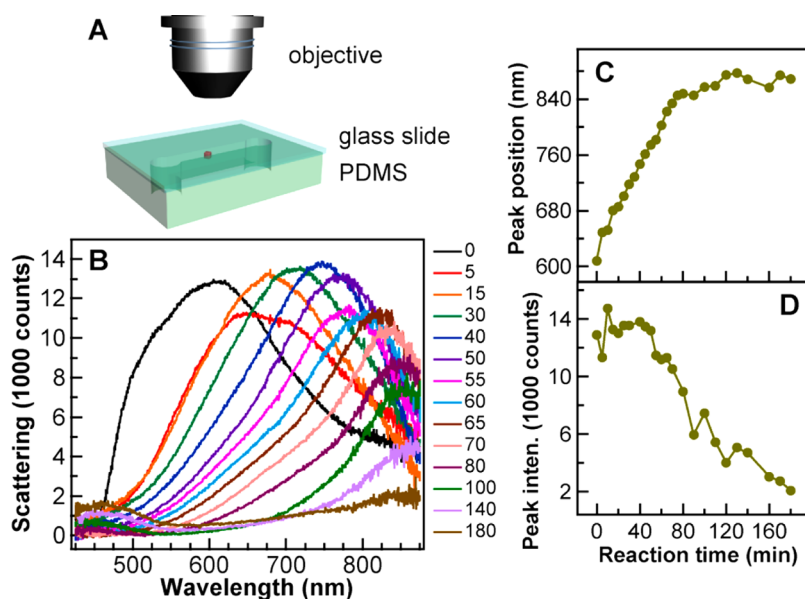 A
objective
glass slide
PDMS
B
Scattering (1000 counts)
14
12
10
8
6
4
2
0
500 600 700 800
Wavelength (nm)
0
5
15
30
40
50
55
60
65
70
80
100
140
180
C
Peak position (nm)
840
760
680
600
D
Peak inten. (1000 counts)
14
10
6
2
0 40 80 120 160
Reaction time (min)